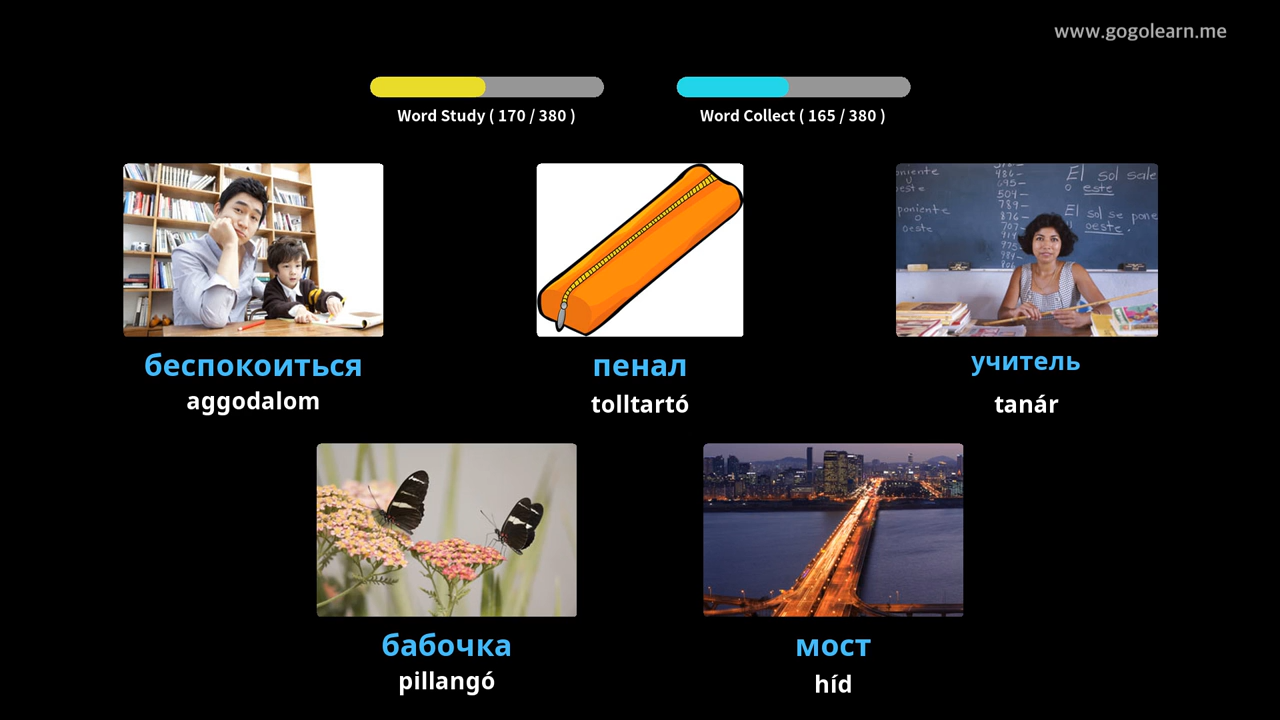 www.gogolearn.me
Word Study ( 170 / 380 )
Word Collect ( 165 / 380 )
беспокоиться
aggodalom
пенал
tolltartó
учитель
tanár
бабочка
pillangó
мост
híd